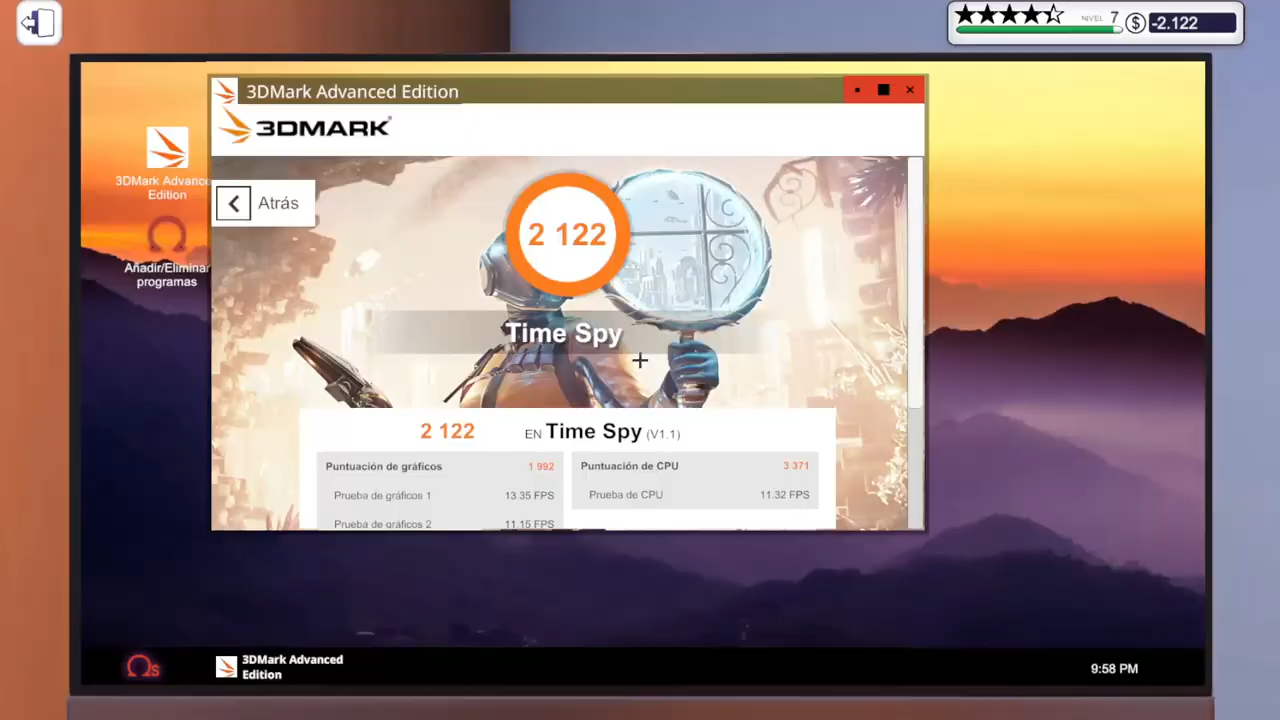 NIVEL 7
$ -2.122
3DMark Advanced Edition
3DMARK
3DMark Advance
Edition
Atrás
2 122
Añadir/Eliminar
programas
Time Spy
2 122 EN Time Spy (V1.1)
Puntuación de gráficos 1 992
Prueba de gráficos 1 13.35 FPS
Prueba de gráficos 2 11.15 FPS
Puntuación de CPU 3 371
Prueba de CPU 11.32 FPS
Ωs
3DMark Advanced
Edition
9:58 PM